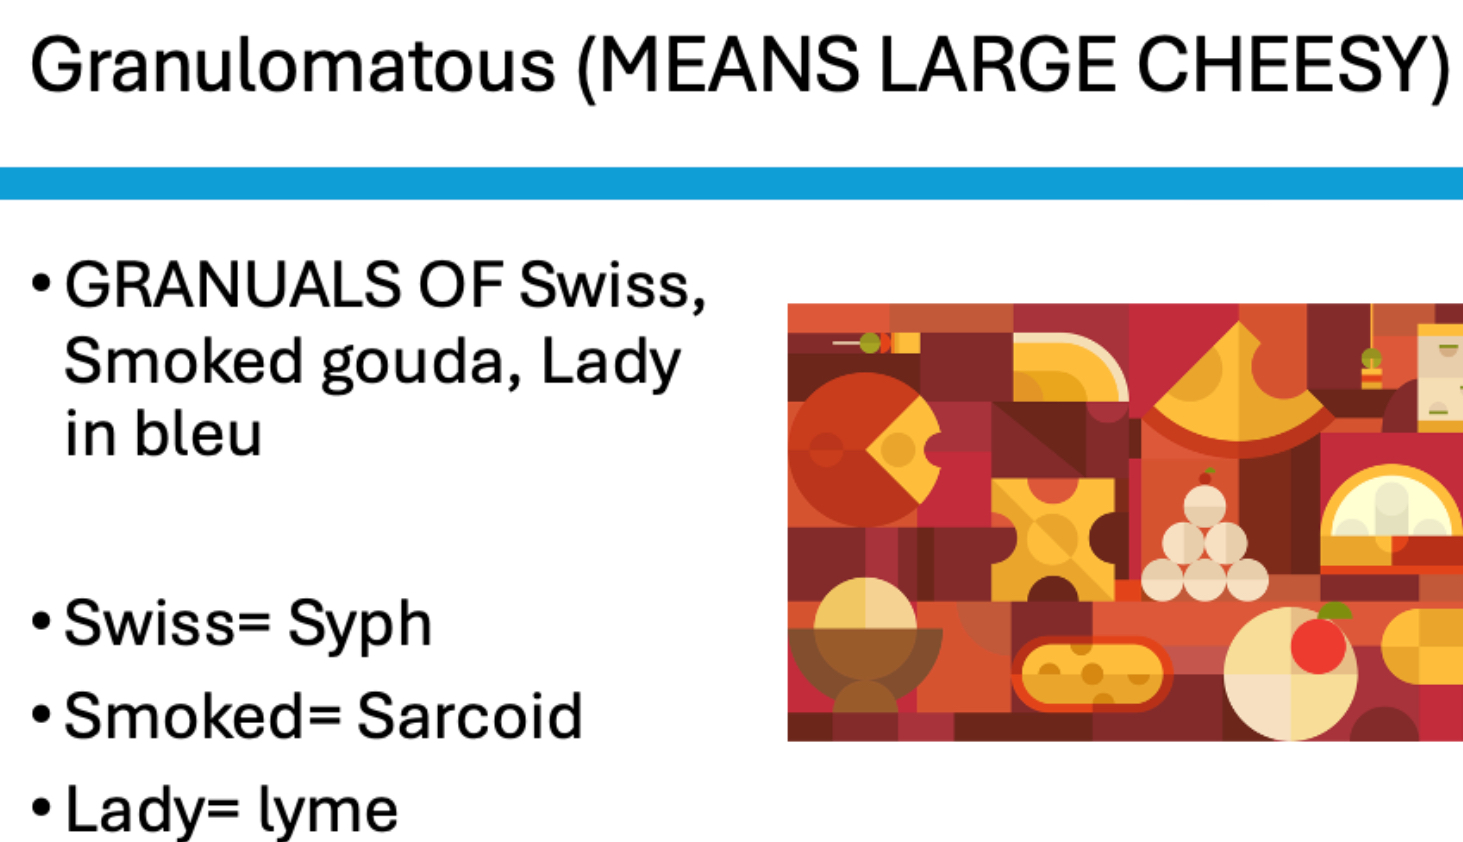 Granulomatous (MEANS LARGE CHEESY)
• GRANUALS OF Swiss,
Smoked gouda, Lady
in bleu
• Swiss= Syph
• Smoked= Sarcoid
• Lady= lyme